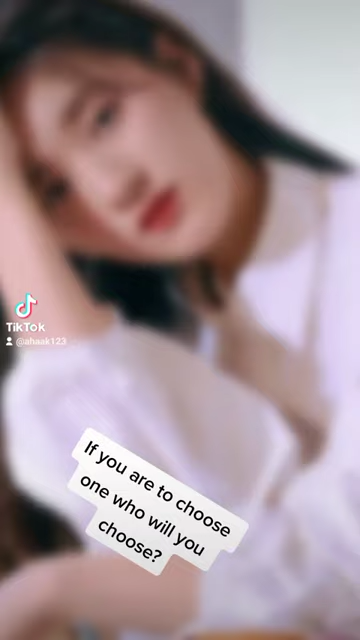 TikTok
@ahaak123
If you are to choose
one who will you
choose?